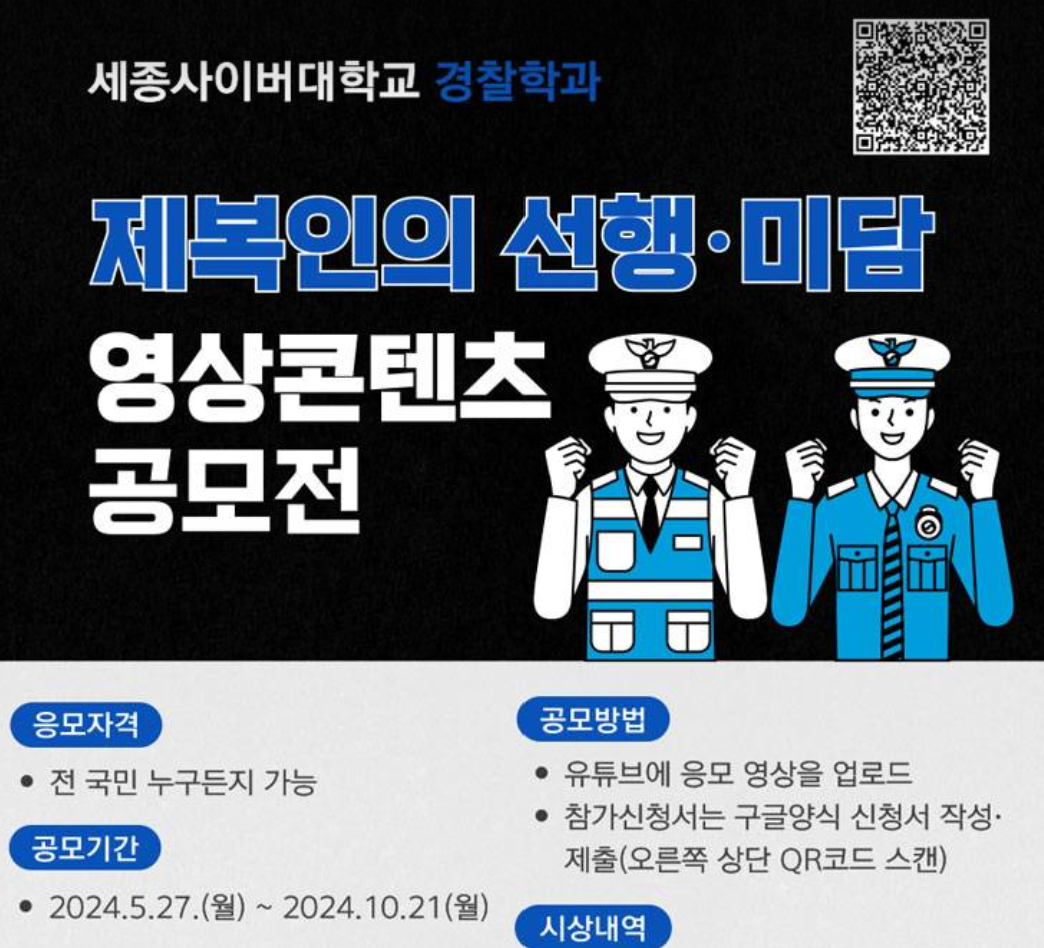 세종사이버대학교 경찰학과
제복인의 선행·미담
영상콘텐츠
공모전
응모자격
• 전 국민 누구든지 가능
공모기간
• 2024.5.27.(월) ~ 2024.10.21(월)
공모방법
• 유튜브에 응모 영상을 업로드
• 참가신청서는 구글양식 신청서 작성·
제출(오른쪽 상단 QR코드 스캔)
시상내역